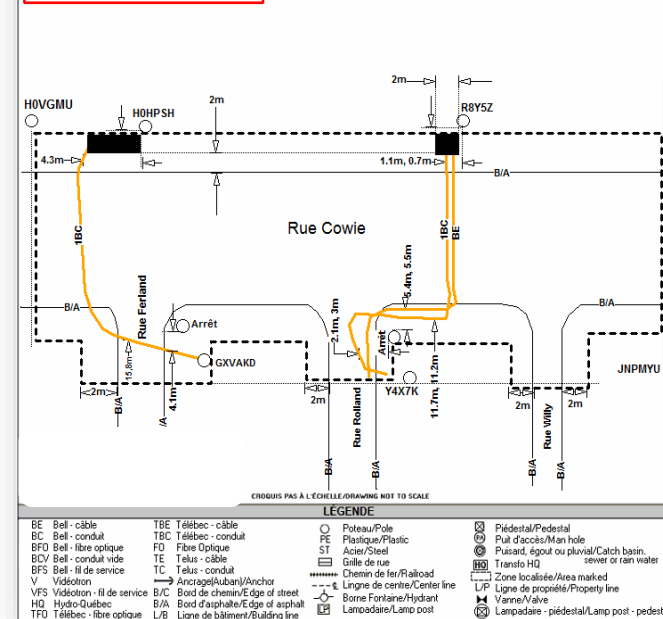 2m
H0VGMU
H0HPSH
2m
R8Y5Z
4.3m
1.1m, 0.7m
B/A
1BC
Rue Cowie
1BC
BE
B/A
Rue Ferland
Arrêt
5.4m, 5.5m
B/A
2.1m, 3m
Arrêt
15,8m
GXVAKD
4.1m
11.7m, 11.2m
JNPMYU
2m
B/A
/A
2m
Rue Rolland
Y4X7K
2m
Rue Willy
2m
B/A
B/A
B/A
B/A
CROQUIS PAS À L'ÉCHELLE/DRAWING NOT TO SCALE
LÉGENDE
BE Bell - câble
BC Bell - conduit
BFO Bell - fibre optique
BCV Bell - conduit vide
BFS Bell - fil de service
V Vidéotron
VFS Vidéotron - fil de service
HQ Hydro-Québec
TFO Télébec - fibre optique
TBE Télébec - câble
TBC Télébec - conduit
FO Fibre Optique
TE Telus - câble
TC Telus - conduit
Ancrage(Auban)/Anchor
B/C Bord de chemin/Edge of street
B/A Bord d'asphalte/Edge of asphalt
L/B Ligne de bâtiment/Building line
Poteau/Pole
PE Plastique/Plastic
ST Acier/Steel
Grille de rue
Chemin de fer/Railroad
Lingne de centre/Center line
Borne Fontaine/Hydrant
LP Lampadaire/Lamp post
Piédestal/Pedestal
Puit d'accès/Man hole
Puisard, égout ou pluvial/Catch basin,
sewer or rain water
HQ Transfo HQ
Zone localisée/Area marked
L/P Ligne de propriété/Property line
Vanne/Valve
Lampadaire - piédestal/Lamp post - pedest